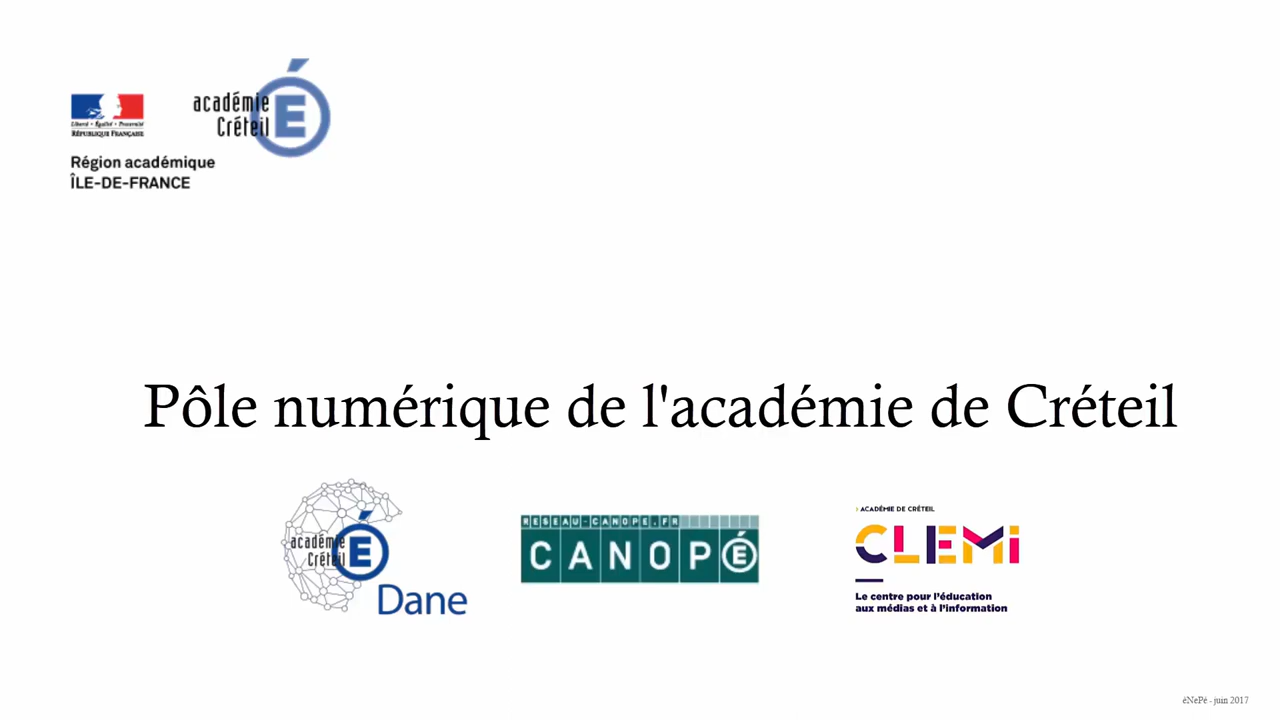 Liberté • Égalité • Fraternité
RÉPUBLIQUE FRANÇAISE
académie
Créteil
É
Région académique
ÎLE-DE-FRANCE
Pôle numérique de l'académie de Créteil
académie
Créteil
É
Dane
RESEAU-CANOPE.FR
CANOPÉ
› ACADÉMIE DE CRÉTEIL
CLEMI
Le centre pour l'éducation
aux médias et à l'information
éNePé - juin 2017